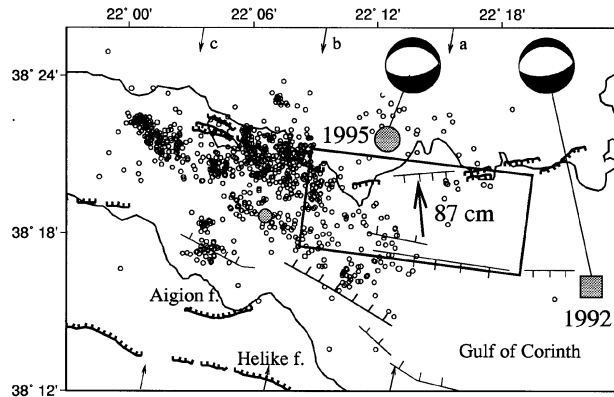 22°00' 22°06' 22°12' 22°18'
c b a
38°24'
1995
87 cm
38°18'
Aigion f.
1992
Helike f.
Gulf of Corinth
38°12'